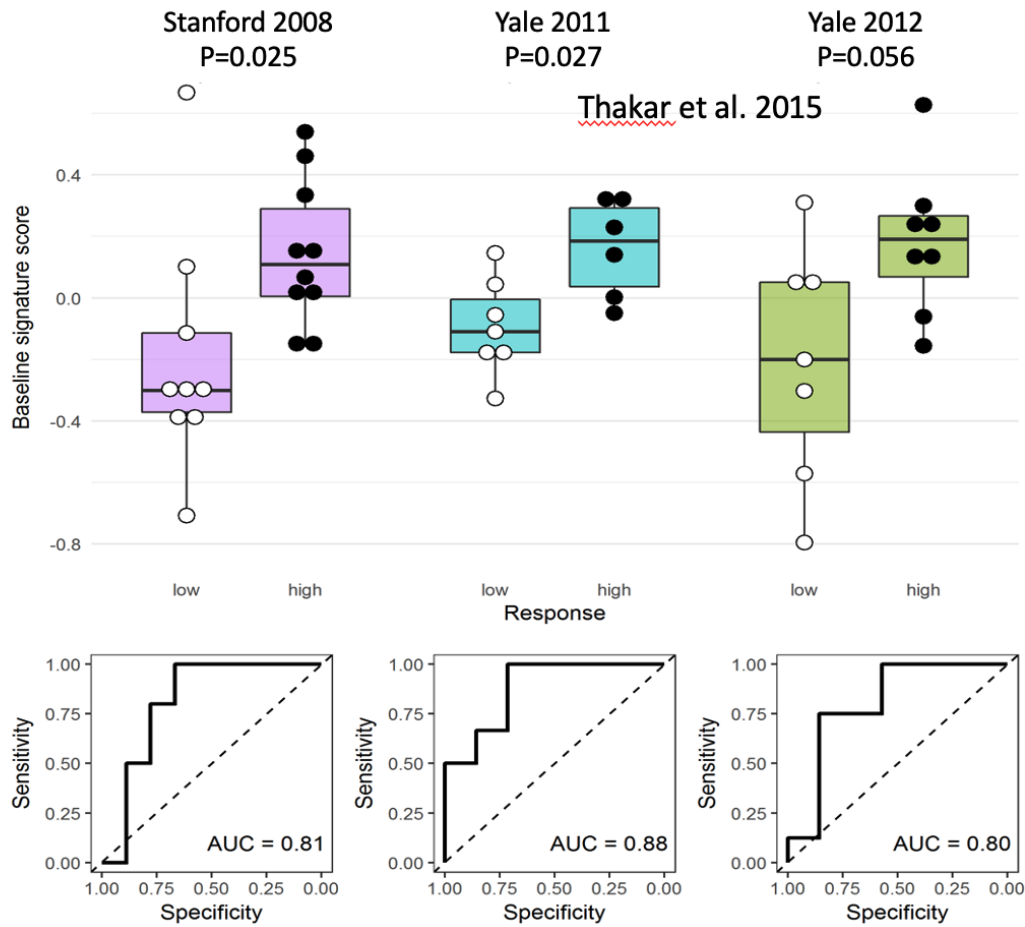 Stanford 2008
P=0.025
Yale 2011
P=0.027
Yale 2012
P=0.056
Thakar et al. 2015
Baseline signature score
0.4
0.0
-0.4
-0.8
low
high
low
high
low
high
Response
Sensitivity
1.00
0.75
0.50
0.25
0.00
AUC = 0.81
1.00 0.75 0.50 0.25 0.00
Specificity
Sensitivity
1.00
0.75
0.50
0.25
0.00
AUC = 0.88
1.00 0.75 0.50 0.25 0.00
Specificity
Sensitivity
1.00
0.75
0.50
0.25
0.00
AUC = 0.80
1.00 0.75 0.50 0.25 0.00
Specificity